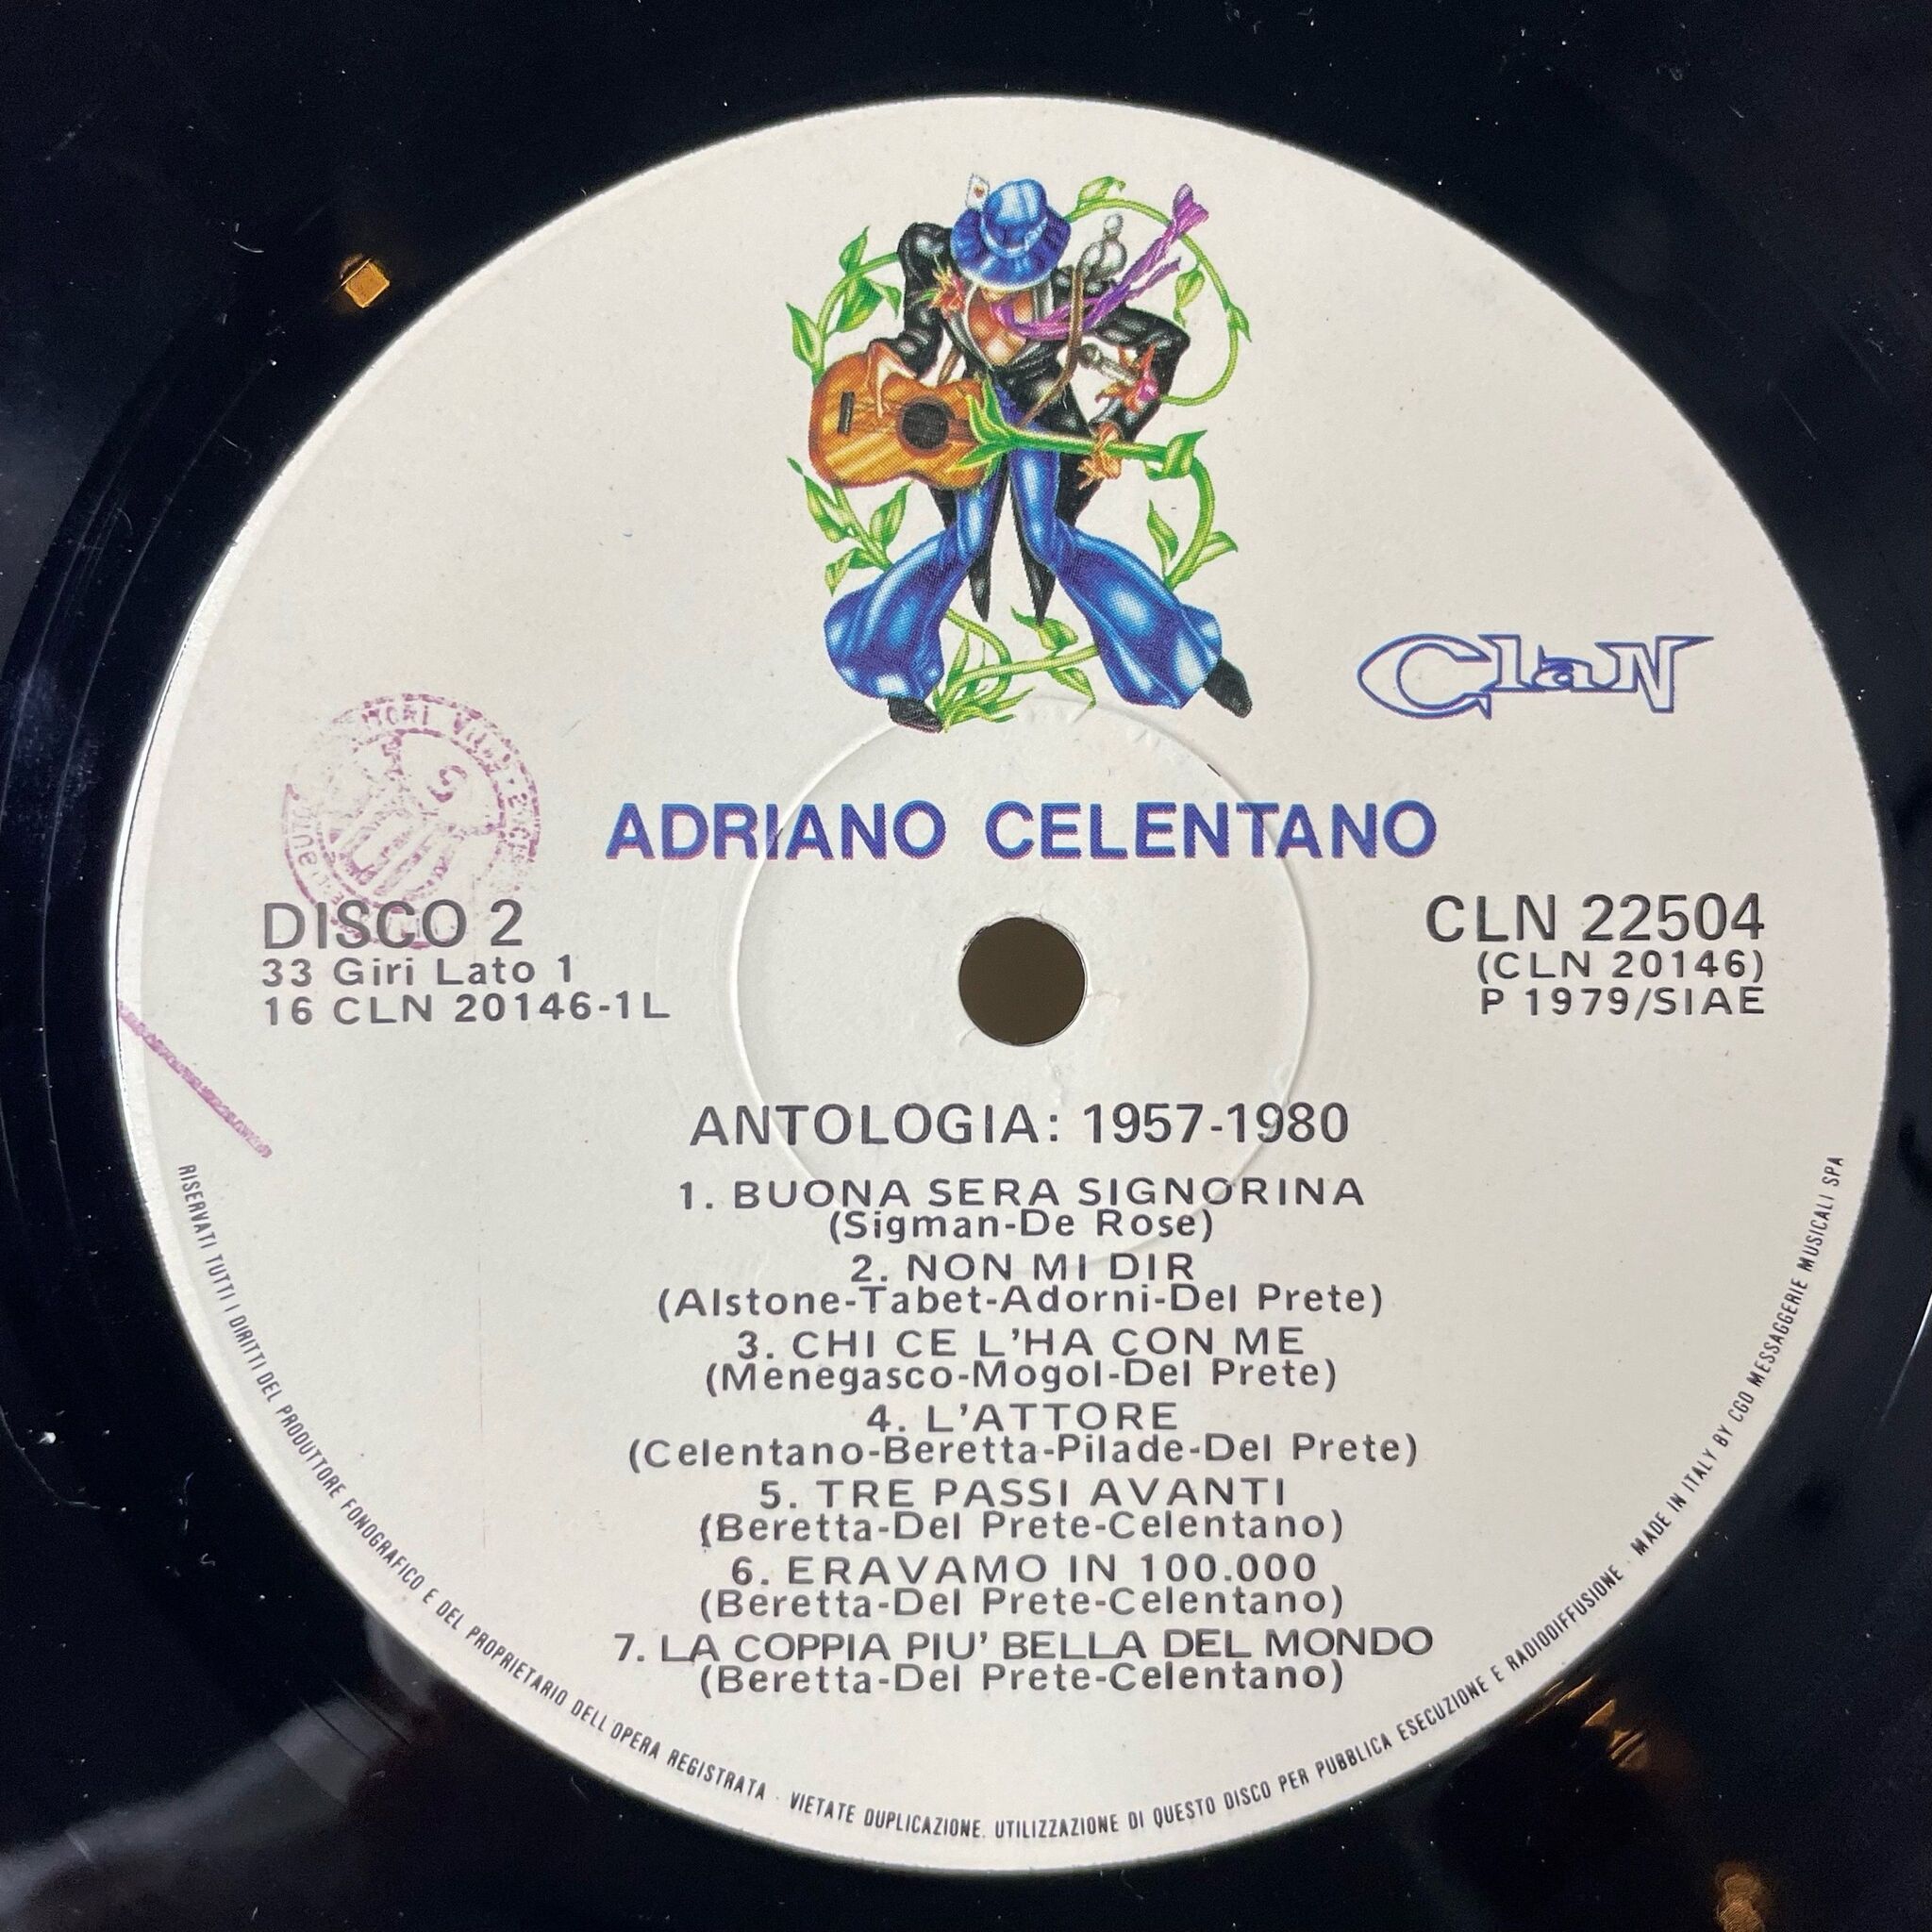 ClaN
ADRIANO CELENTANO
DISCO 2
33 Giri Lato 1
16 CLN 20146-1L
CLN 22504
(CLN 20146)
P 1979/SIAE
ANTOLOGIA: 1957-1980
1. BUONA SERA SIGNORINA
(Sigman-De Rose)
2. NON MI DIR
(Alstone-Tabet-Adorni-Del Prete)
3. CHI CE L'HA CON ME
(Menegasco-Mogol-Del Prete)
4. L'ATTORE
(Celentano-Beretta-Pilade-Del Prete)
5. TRE PASSI AVANTI
(Beretta-Del Prete-Celentano)
6. ERAVAMO IN 100.000
(Beretta-Del Prete-Celentano)
7. LA COPPIA PIU' BELLA DEL MONDO
(Beretta-Del Prete-Celentano)
RISERVATI TUTTI I DIRITTI DEL PRODUTTORE FONOGRAFICO E DEL PROPRIETARIO DELL'OPERA REGISTRATA · VIETATE DUPLICAZIONE. UTILIZZAZIONE DI QUESTO DISCO PER PUBBLICA ESECUZIONE E RADIODIFFUSIONE · MADE IN ITALY BY CGD MESSAGGERIE MUSICALI SPA